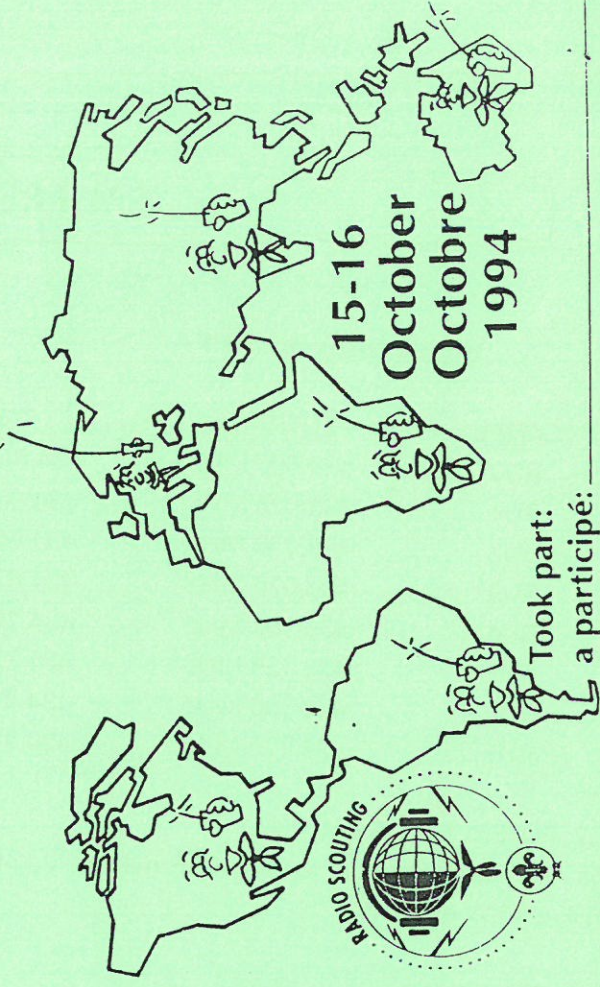 15-16
October
Octobre
1994
RADIO SCOUTING
Took part:
a participé: